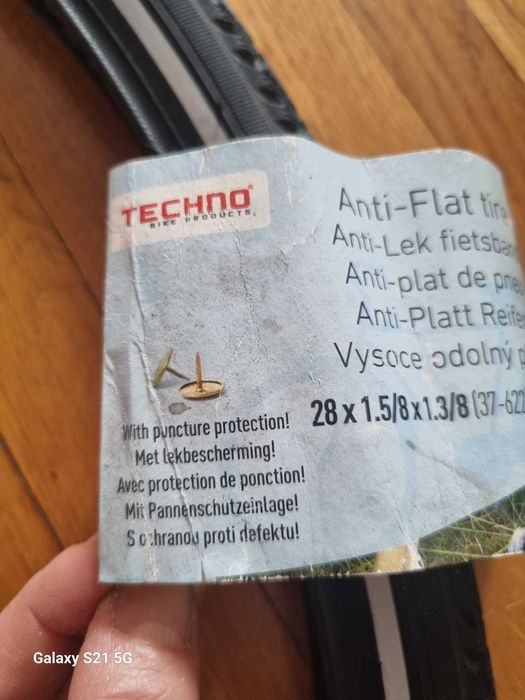 TECHNO®
BIKE PRODUCTS.
Anti-Flat tire
Anti-Lek fietsban
Anti-plat de pne
Anti-Platt Reife
Vysoce odolný p
28 x 1.5/8 x 1.3/8 (37-622
With puncture protection!
Met lekbescherming!
Avec protection de ponction!
Mit Pannenschutzeinlage!
S ochranou proti defektu!
Galaxy S21 5G